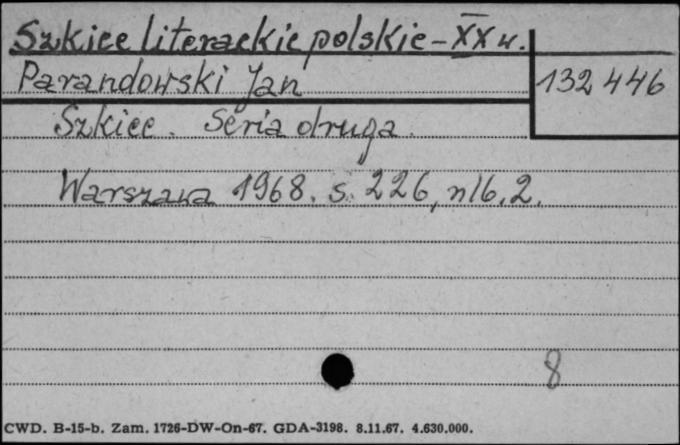 Szkice literackie polskie - XX w.
Parandowski Jan
132 446
Szkice. Seria druga.
Warszawa 1968. s. 226, nlb. 2.
8
CWD. B-15-b. Zam. 1726-DW-On-67. GDA-3198. 8.11.67. 4.630.000.